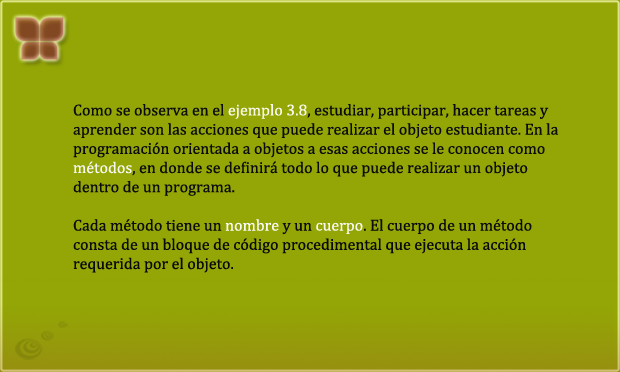 Como se observa en el ejemplo 3.8, estudiar, participar, hacer tareas y
aprender son las acciones que puede realizar el objeto estudiante. En la
programación orientada a objetos a esas acciones se le conocen como
métodos, en donde se definirá todo lo que puede realizar un objeto
dentro de un programa.
Cada método tiene un nombre y un cuerpo. El cuerpo de un método
consta de un bloque de código procedimental que ejecuta la acción
requerida por el objeto.